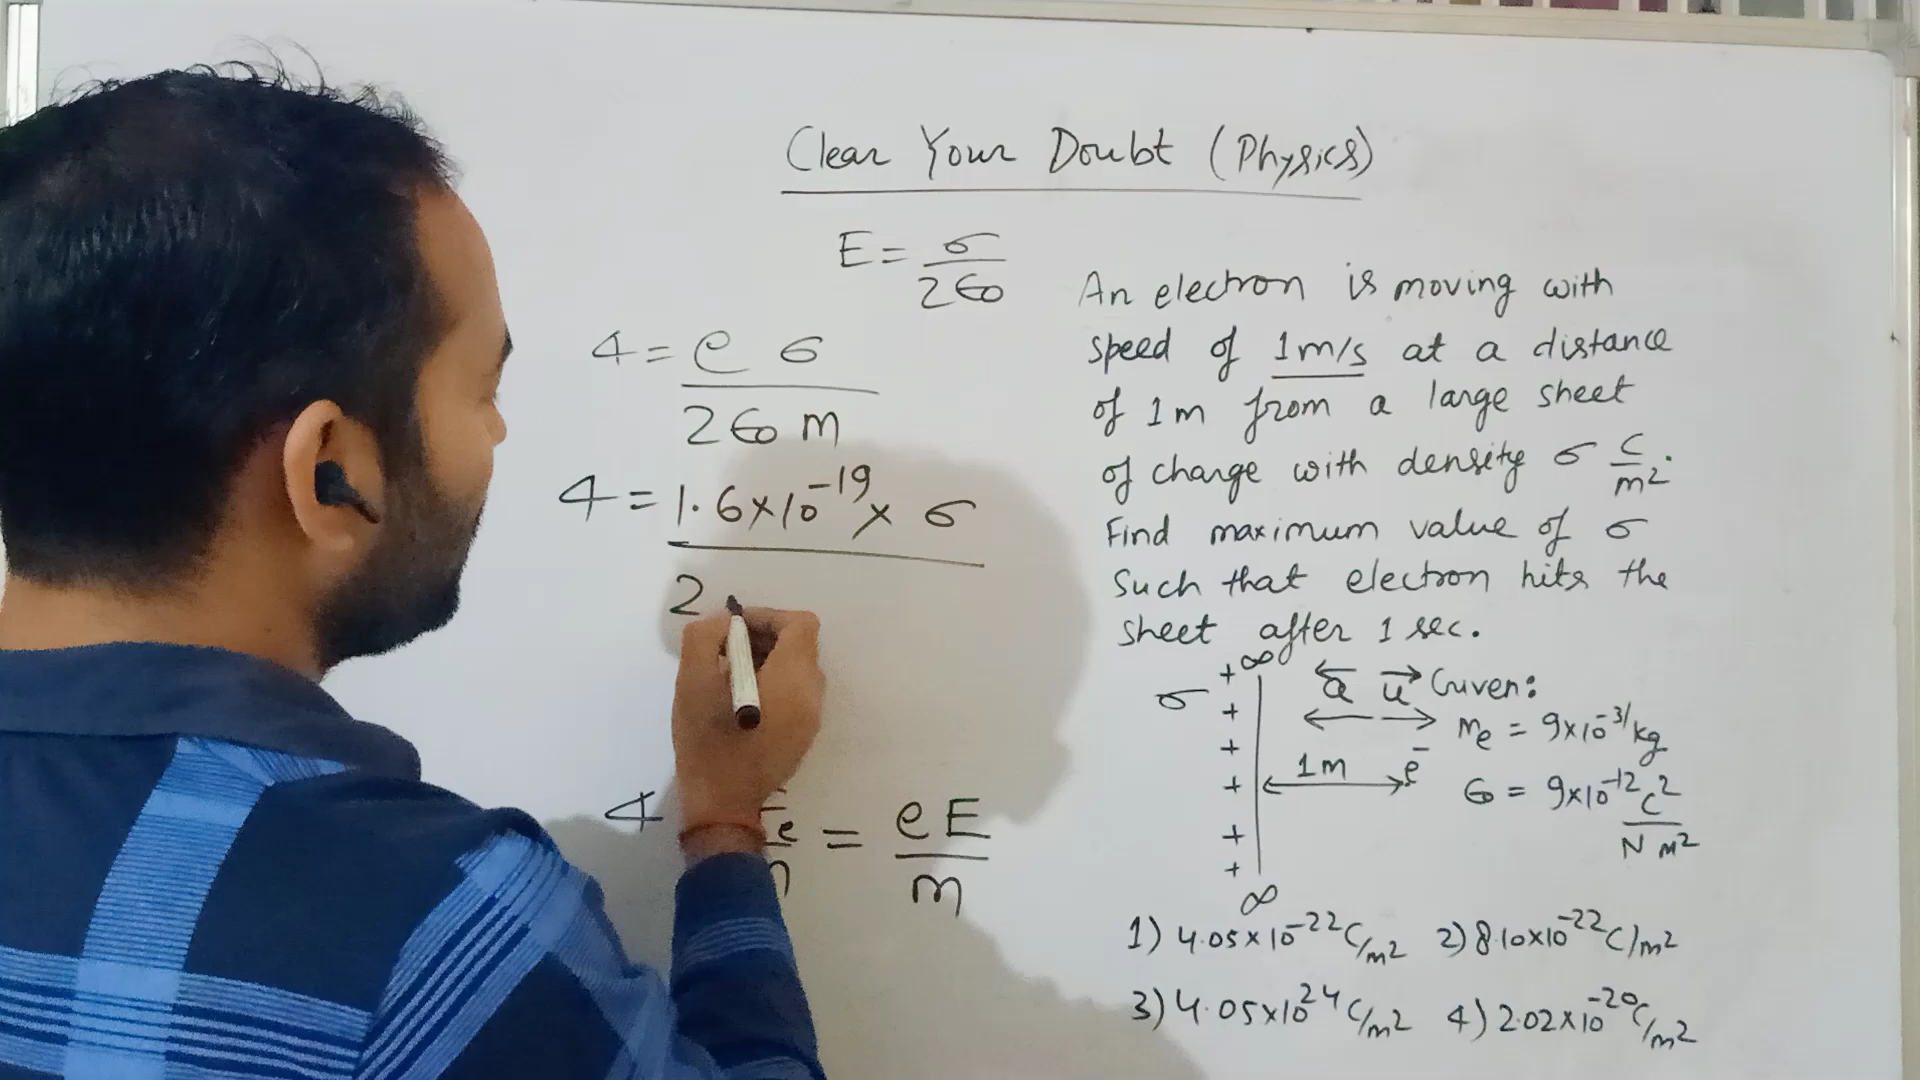 Clear Your Doubt (Physics)
E = σ / 2ε₀
4 = e σ / 2ε₀ m
4 = 1.6×10⁻¹⁹ × σ / 2
4
e = eE / m
An electron is moving with
speed of 1m/s at a distance
of 1m from a large sheet
of charge with density σ C/m².
Find maximum value of σ
Such that electron hits the
sheet after 1 sec.
∞
σ
+
+
+
+
+
+
∞
a⃖ u⃗
1m
e⁻
Given:
mₑ = 9×10⁻³¹kg
ε₀ = 9×10⁻¹² C² / N m²
1) 4.05×10⁻²² C/m² 2) 8.10×10⁻²² C/m²
3) 4.05×10²⁴ C/m² 4) 2.02×10⁻²⁰ C/m²